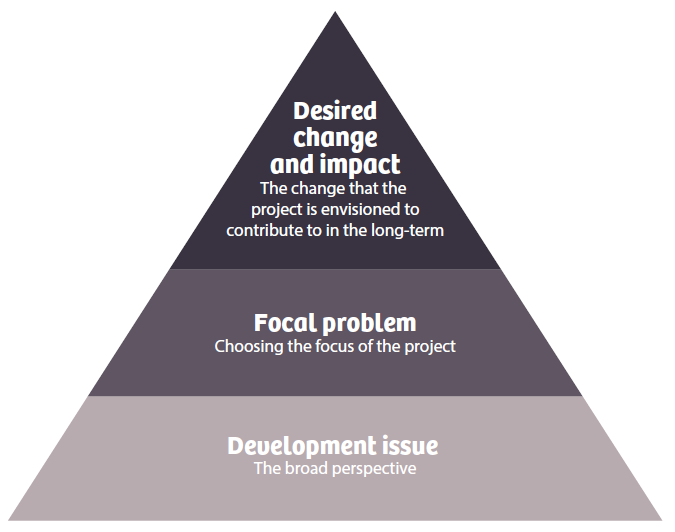 Desired
change
and impact
The change that the
project is envisioned to
contribute to in the long-term
Focal problem
Choosing the focus of the project
Development issue
The broad perspective